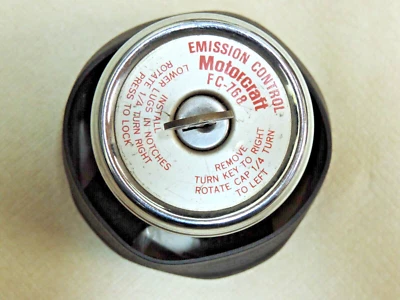 EMISSION CONTROL
Motorcraft
FC-768
INSTALL
LOWER LUGS IN NOTCHES
ROTATE 1/4 TURN RIGHT
PRESS TO LOCK
REMOVE
TURN KEY TO RIGHT
ROTATE CAP 1/4 TURN
TO LEFT